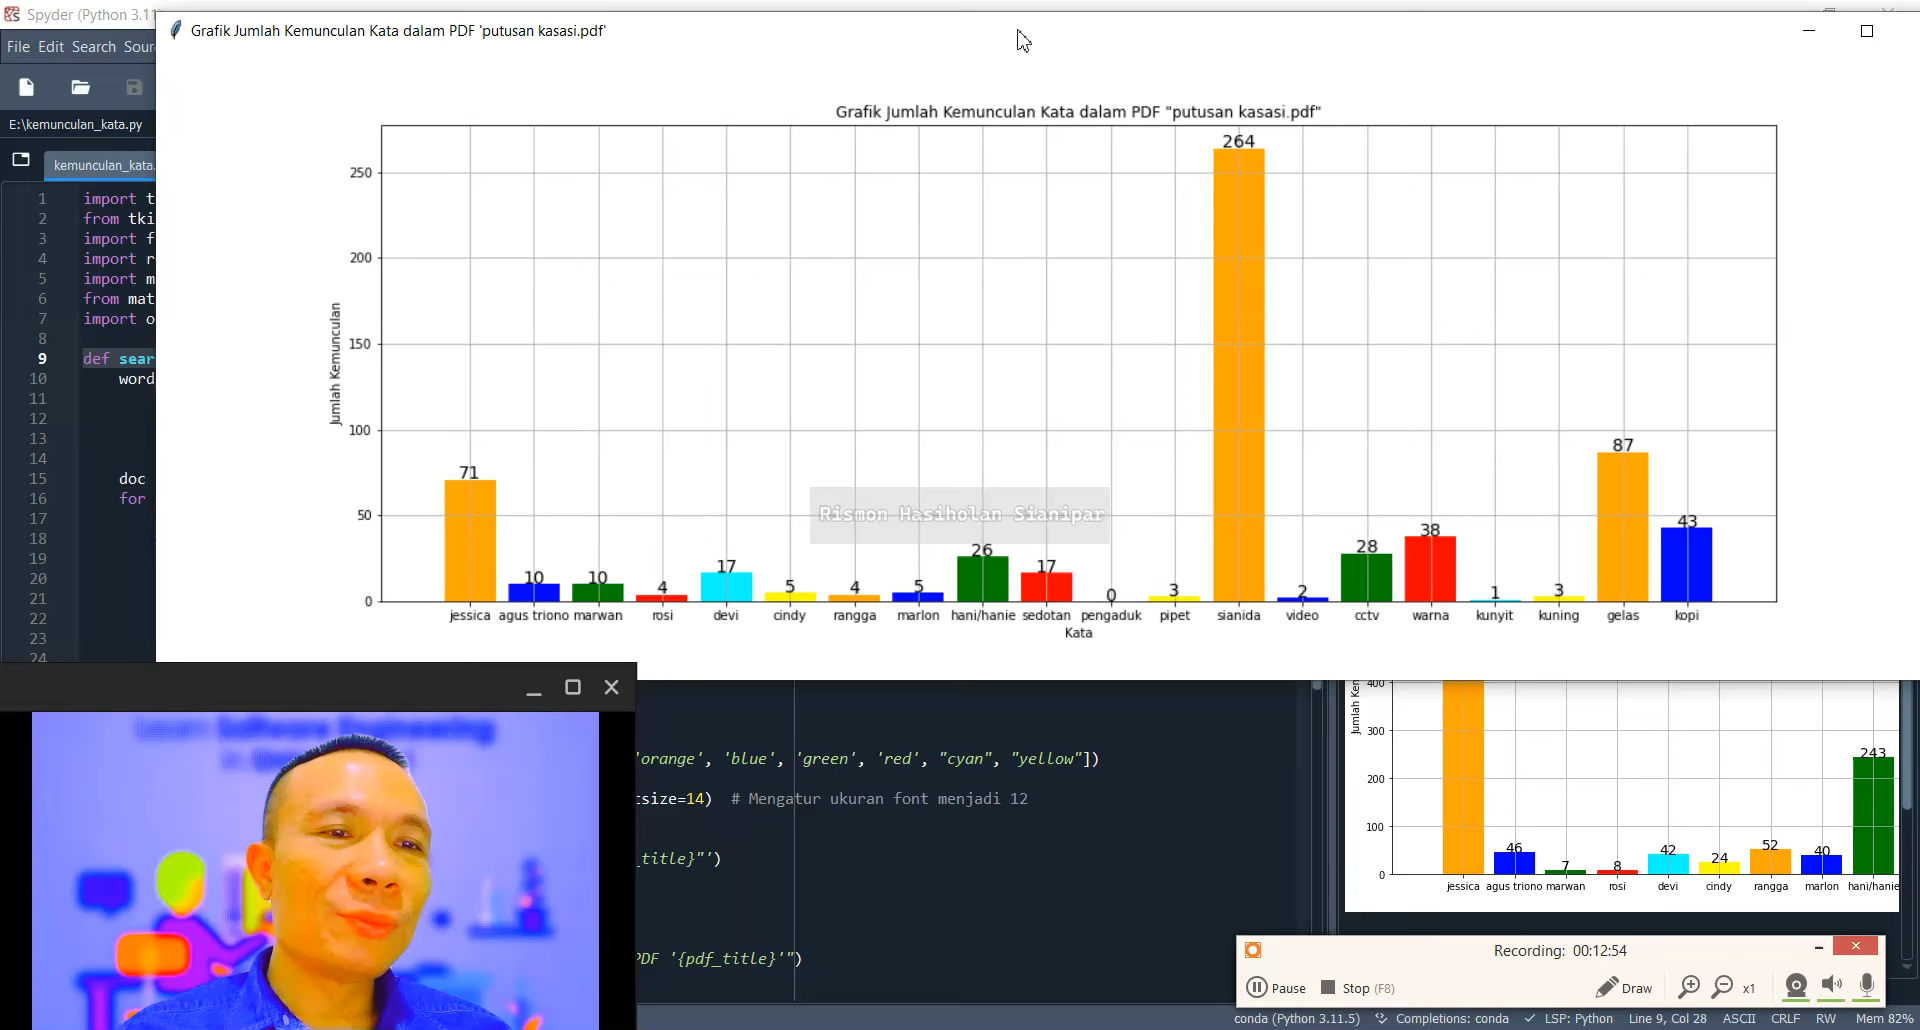 Spyder (Python 3.11
Grafik Jumlah Kemunculan Kata dalam PDF 'putusan kasasi.pdf'
File Edit Search Sour
E:\kemunculan_kata.py
kemunculan_kata.
1 import t
2 from tki
3 import f
4 import r
5 import m
6 from mat
7 import o
8
9 def sear
10 word
11
12
13
14
15 doc
16 for
17
18
19
20
21
22
23
24
Grafik Jumlah Kemunculan Kata dalam PDF "putusan kasasi.pdf"
Jumlah Kemunculan
250
200
150
100
50
0
71 10 10 4 17 5 4 5 26 17 0 3 264 2 28 38 1 3 87 43
jessica agus triono marwan rosi devi cindy rangga marlon hani/hanie sedotan pengaduk pipet sianida video cctv warna kunyit kuning gelas kopi
Kata
Rismon Hasiholan Sianipar
Learn Software Engineering
'orange', 'blue', 'green', 'red', "cyan", "yellow"])
tsize=14) # Mengatur ukuran font menjadi 12
_title}"')
PDF '{pdf_title}'")
Jumlah Ken
400
300
200
100
0
46 7 8 42 24 52 40 243
jessica agus triono marwan rosi devi cindy rangga marlon hani/hanie
Recording: 00:12:54
Pause Stop (F8) Draw x1
conda (Python 3.11.5) Completions: conda LSP: Python Line 9, Col 28 ASCII CRLF RW Mem 82%